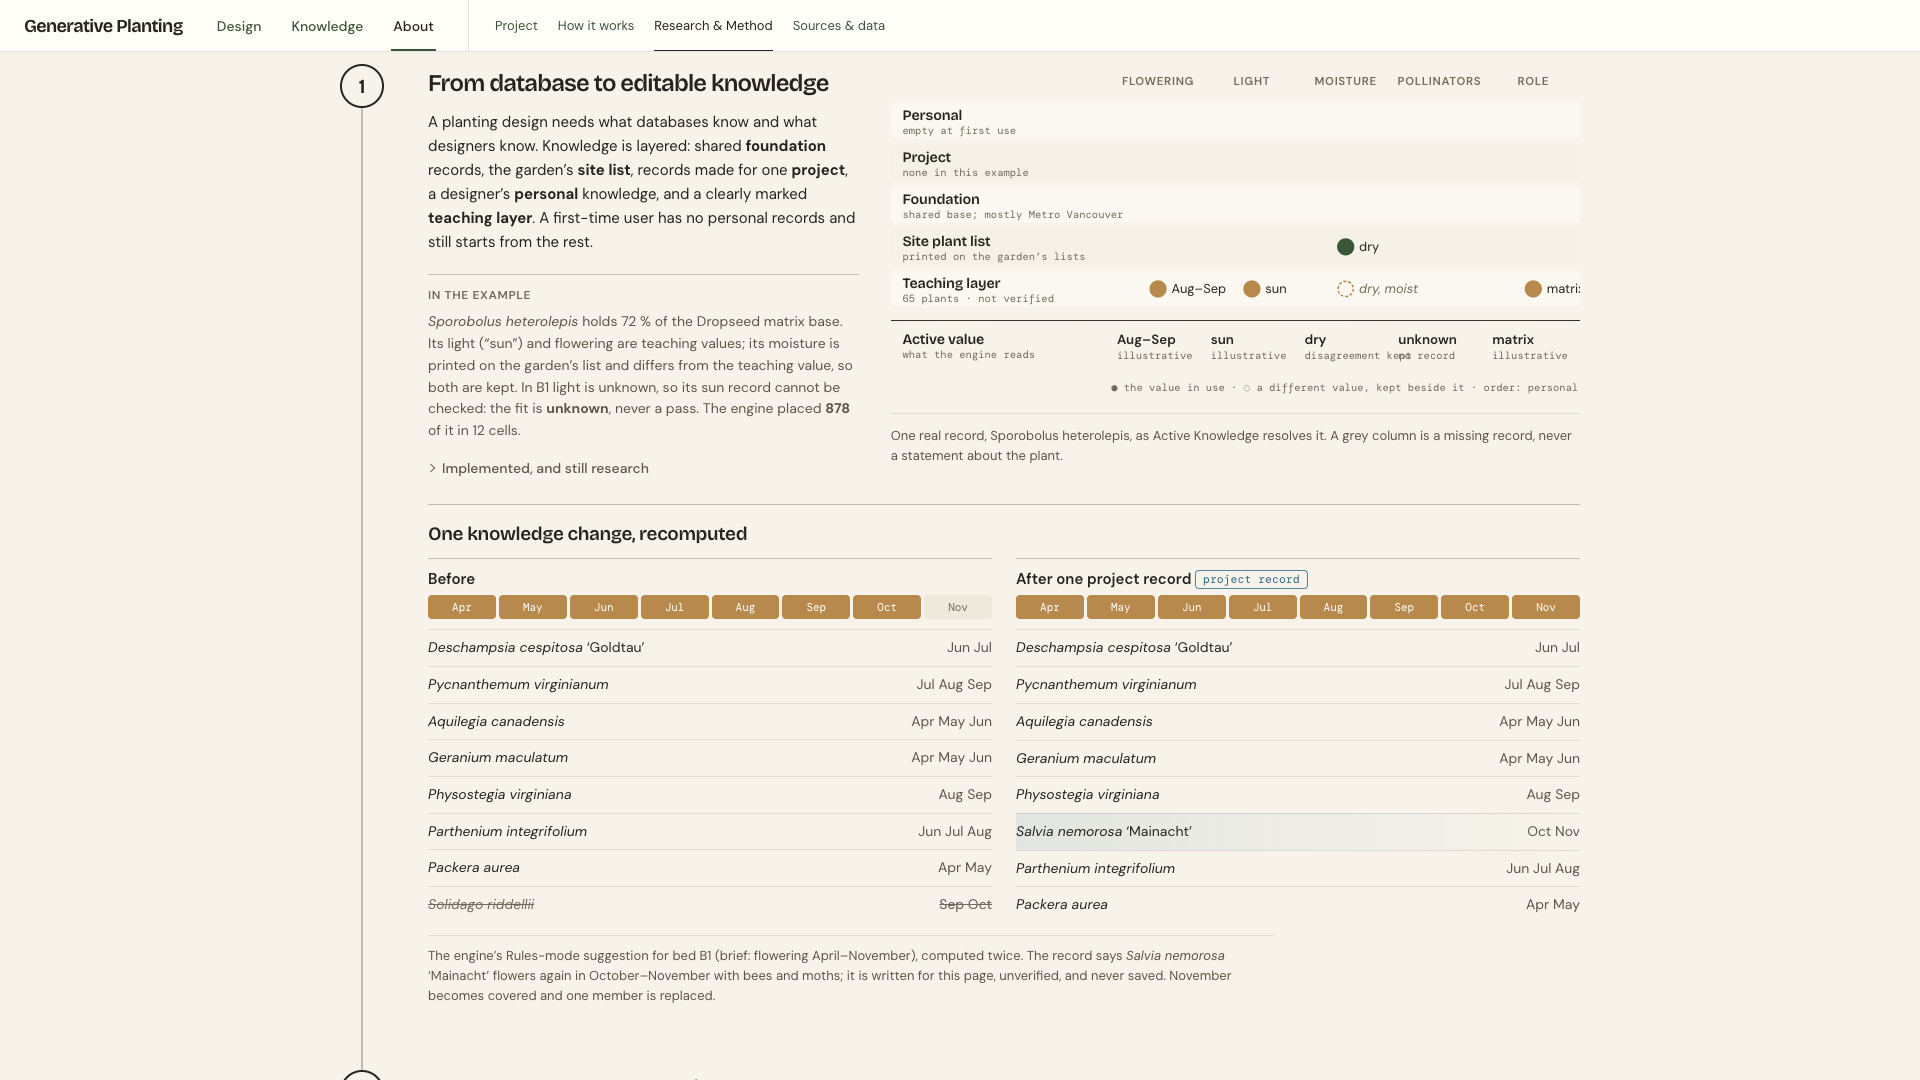 Generative Planting
Design
Knowledge
About
Project
How it works
Research & Method
Sources & data
1
From database to editable knowledge
A planting design needs what databases know and what
designers know. Knowledge is layered: shared foundation
records, the garden’s site list, records made for one project,
a designer’s personal knowledge, and a clearly marked
teaching layer. A first-time user has no personal records and
still starts from the rest.
IN THE EXAMPLE
Sporobolus heterolepis holds 72 % of the Dropseed matrix base.
Its light (“sun”) and flowering are teaching values; its moisture is
printed on the garden’s list and differs from the teaching value, so
both are kept. In B1 light is unknown, so its sun record cannot be
checked: the fit is unknown, never a pass. The engine placed 878
of it in 12 cells.
Implemented, and still research
FLOWERING LIGHT MOISTURE POLLINATORS ROLE
Personal
empty at first use
Project
none in this example
Foundation
shared base; mostly Metro Vancouver
Site plant list
printed on the garden’s lists
dry
Teaching layer
65 plants · not verified
Aug–Sep sun dry, moist matrix
Active value
what the engine reads
Aug–Sep sun dry unknown matrix
illustrative illustrative disagreement kept no record illustrative
● the value in use · ◌ a different value, kept beside it · order: personal
One real record, Sporobolus heterolepis, as Active Knowledge resolves it. A grey column is a missing record, never
a statement about the plant.
One knowledge change, recomputed
Before
Apr May Jun Jul Aug Sep Oct Nov
Deschampsia cespitosa ‘Goldtau’ Jun Jul
Pycnanthemum virginianum Jul Aug Sep
Aquilegia canadensis Apr May Jun
Geranium maculatum Apr May Jun
Physostegia virginiana Aug Sep
Parthenium integrifolium Jun Jul Aug
Packera aurea Apr May
Solidago riddellii Sep Oct
After one project record project record
Apr May Jun Jul Aug Sep Oct Nov
Deschampsia cespitosa ‘Goldtau’ Jun Jul
Pycnanthemum virginianum Jul Aug Sep
Aquilegia canadensis Apr May Jun
Geranium maculatum Apr May Jun
Physostegia virginiana Aug Sep
Salvia nemorosa ‘Mainacht’ Oct Nov
Parthenium integrifolium Jun Jul Aug
Packera aurea Apr May
The engine’s Rules-mode suggestion for bed B1 (brief: flowering April–November), computed twice. The record says Salvia nemorosa
‘Mainacht’ flowers again in October–November with bees and moths; it is written for this page, unverified, and never saved. November
becomes covered and one member is replaced.